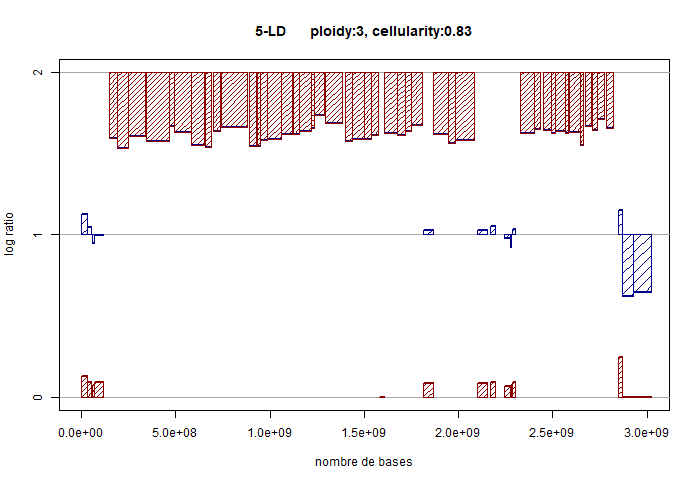 5-LD ploidy:3, cellularity:0.83
2
1
0
log ratio
0.0e+00 5.0e+08 1.0e+09 1.5e+09 2.0e+09 2.5e+09 3.0e+09
nombre de bases